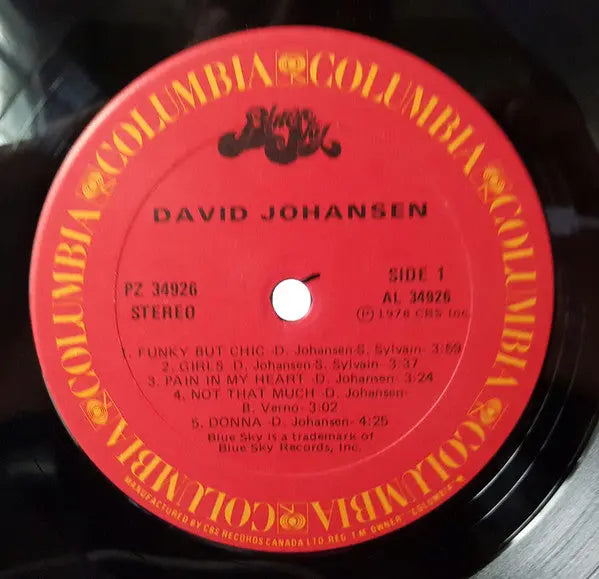 COLUMBIA COLUMBIA COLUMBIA COLUMBIA COLUMBIA COLUMBIA
Blue Sky
DAVID JOHANSEN
PZ 34926
STEREO
SIDE 1
AL 34926
Ⓟ 1978 CBS Inc.
1. FUNKY BUT CHIC -D. Johansen-S. Sylvain- 3:59
2. GIRLS -D. Johansen-S. Sylvain- 3:37
3. PAIN IN MY HEART -D. Johansen- 3:24
4. NOT THAT MUCH -D. Johansen-
B. Verno- 3:02
5. DONNA -D. Johansen- 4:25
Blue Sky is a trademark of
Blue Sky Records, Inc.
MANUFACTURED BY CBS RECORDS CANADA LTD. REG. T.M. OWNER "COLUMBIA"